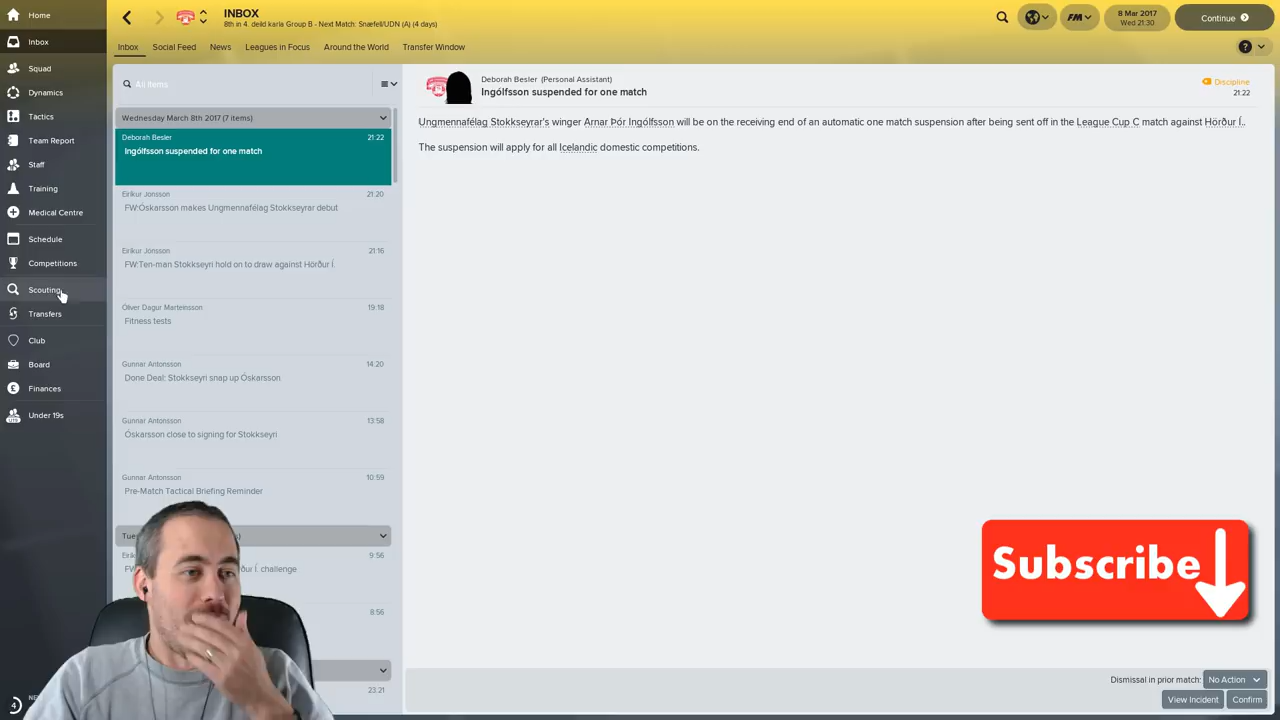 Home
Inbox
Squad
Dynamics
Tactics
Team Report
Staff
Training
Medical Centre
Schedule
Competitions
Scouting
Transfers
Club
Board
Finances
Under 19s
INBOX
8th in 4. deild karla Group B - Next Match: Snæfell/UDN (A) (4 days)
FM
8 Mar 2017
Wed 21:30
Continue
Inbox Social Feed News Leagues in Focus Around the World Transfer Window
?
All Items
Wednesday March 8th 2017 (7 items)
Deborah Besler 21:22
Ingólfsson suspended for one match
Eiríkur Jónsson 21:20
FW:Óskarsson makes Ungmennafélag Stokkseyrar debut
Eiríkur Jónsson 21:16
FW:Ten-man Stokkseyri hold on to draw against Hörður Í.
Óliver Dagur Marteinsson 19:18
Fitness tests
Gunnar Antonsson 14:20
Done Deal: Stokkseyri snap up Óskarsson
Gunnar Antonsson 13:58
Óskarsson close to signing for Stokkseyri
Gunnar Antonsson 10:59
Pre-Match Tactical Briefing Reminder
9:56
Í. challenge
8:56
23:21
Deborah Besler (Personal Assistant)
Ingólfsson suspended for one match
Discipline
21:22
Ungmennafélag Stokkseyrar's winger Arnar Þór Ingólfsson will be on the receiving end of an automatic one match suspension after being sent off in the League Cup C match against Hörður Í..
The suspension will apply for all Icelandic domestic competitions.
Subscribe
Dismissal in prior match: No Action
View Incident Confirm